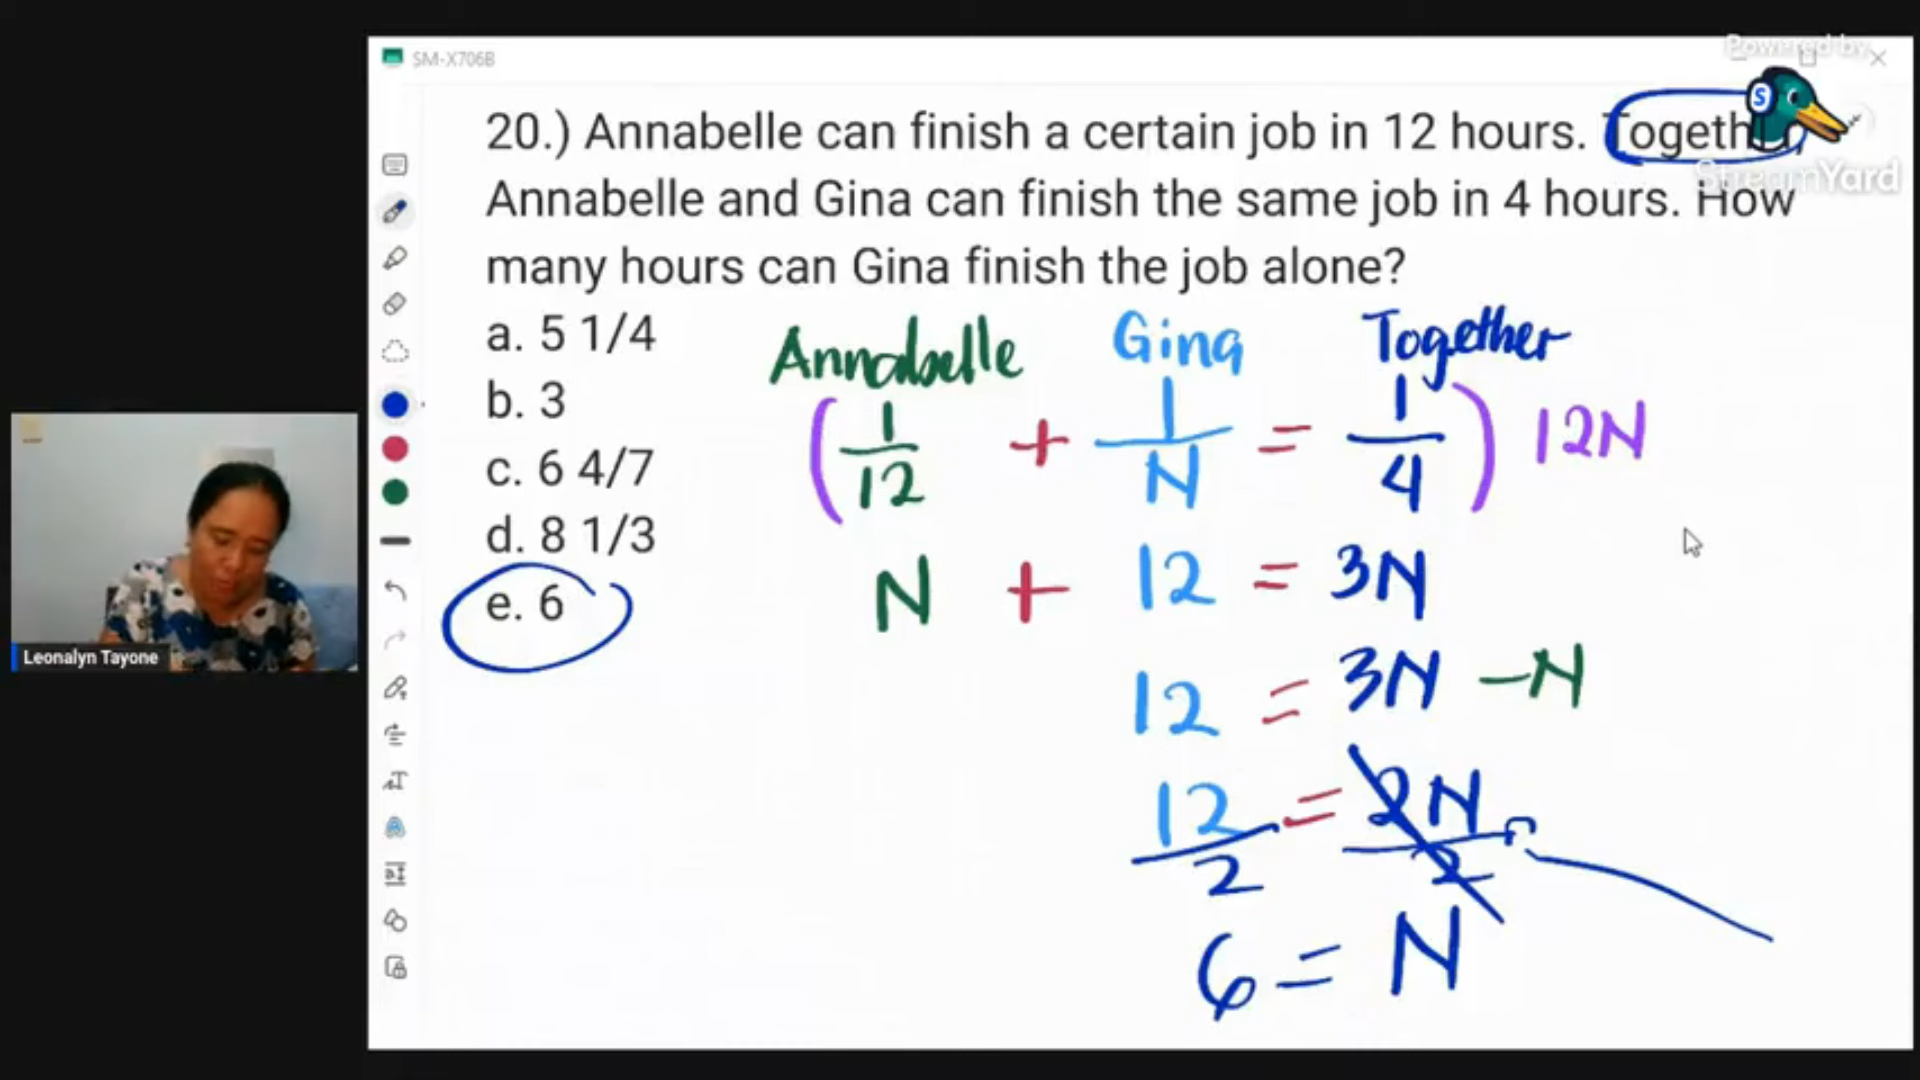 SM-X706B
Powered by
StreamYard
20.) Annabelle can finish a certain job in 12 hours. Together,
Annabelle and Gina can finish the same job in 4 hours. How
many hours can Gina finish the job alone?
a. 5 1/4
b. 3
c. 6 4/7
d. 8 1/3
e. 6
Annabelle Gina Together
(1/12 + 1/N = 1/4) 12N
N + 12 = 3N
12 = 3N - N
12/2 = 2N/2
6 = N
Leonalyn Tayone